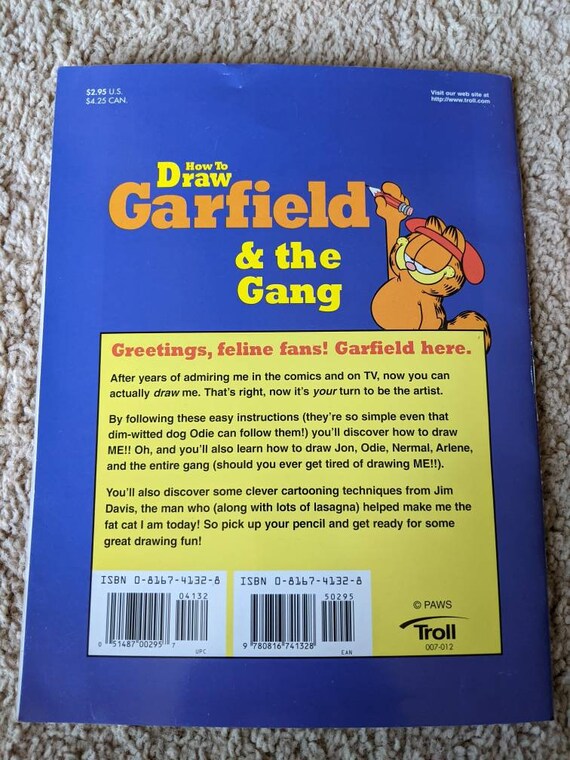 $2.95 U.S.
$4.25 CAN.
Visit our web site at
http://www.troll.com
How To
Draw
Garfield
& the
Gang
Greetings, feline fans! Garfield here.
After years of admiring me in the comics and on TV, now you can
actually draw me. That's right, now it's your turn to be the artist.
By following these easy instructions (they're so simple even that
dim-witted dog Odie can follow them!) you'll discover how to draw
ME!! Oh, and you'll also learn how to draw Jon, Odie, Nermal, Arlene,
and the entire gang (should you ever get tired of drawing ME!!).
You'll also discover some clever cartooning techniques from Jim
Davis, the man who (along with lots of lasagna) helped make me the
fat cat I am today! So pick up your pencil and get ready for some
great drawing fun!
ISBN 0-8167-4132-8
04132
0 51487 00295 7
UPC
ISBN 0-8167-4132-8
50295
9 780816 741328
EAN
© PAWS
Troll
007-012